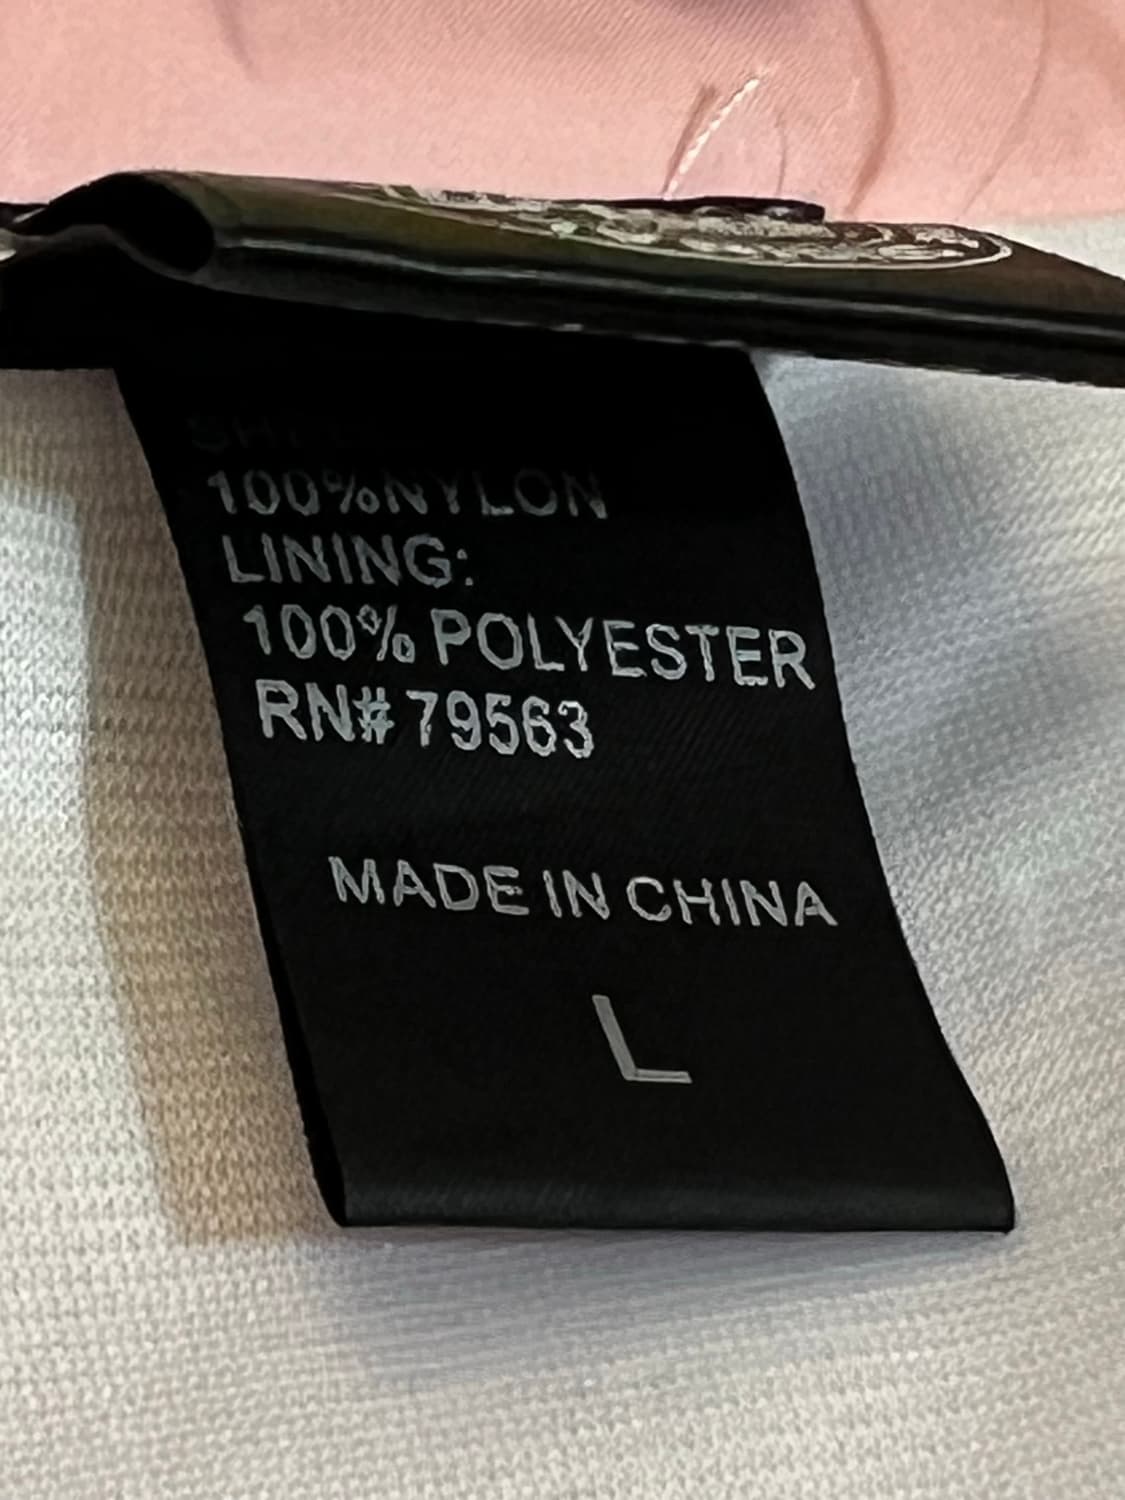 100%NYLON
LINING:
100% POLYESTER
RN# 79563
MADE IN CHINA
L